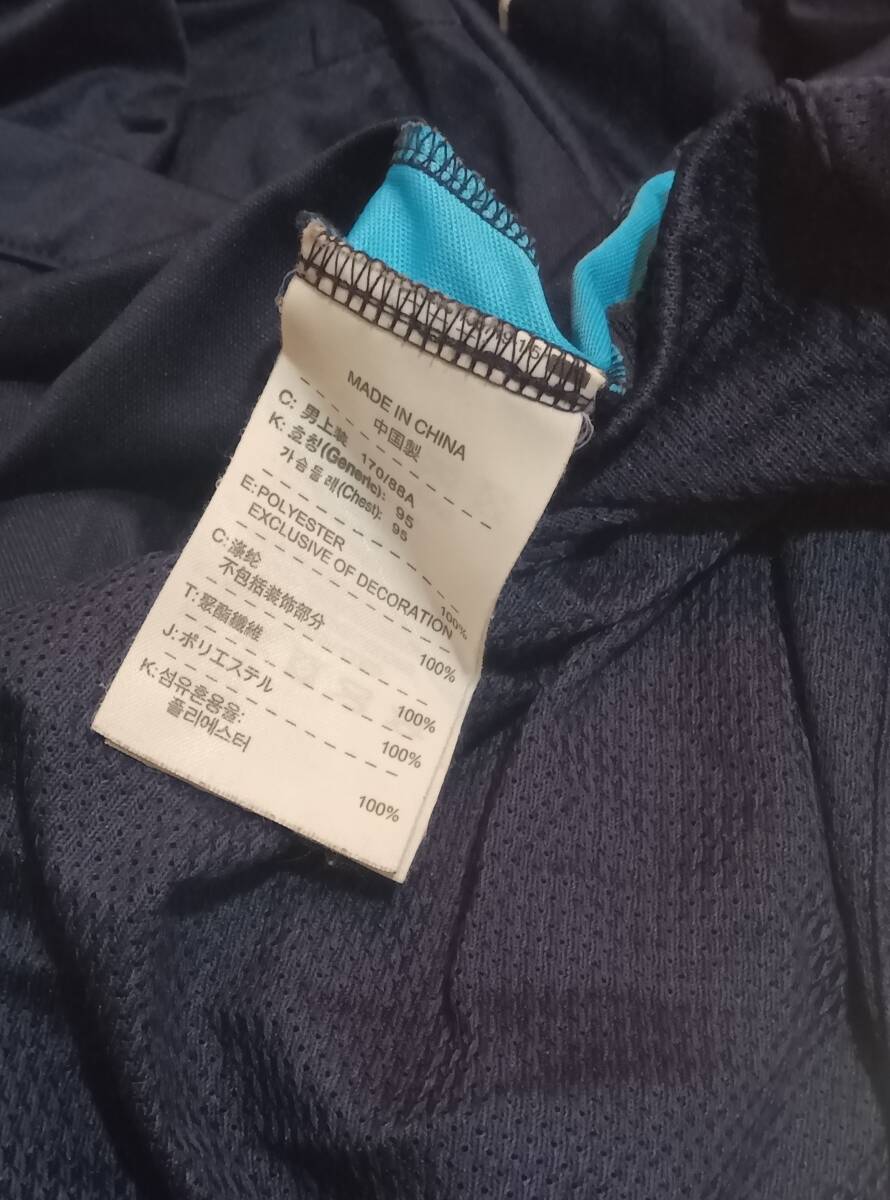 MADE IN CHINA
中国製
C: 男上装 170/88A
K: 호칭(Generic): 95
가슴둘레(Chest): 95
E:POLYESTER 100%
EXCLUSIVE OF DECORATION
C:涤纶 100%
不包括装饰部分
T:聚酯纖維 100%
J:ポリエステル 100%
K:섬유혼용율:
폴리에스터 100%